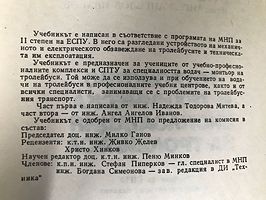 Учебникът е написан в съответствие с програмата на МНП за
II степен на ЕСПУ. В него са разгледани устройството на механич-
ното и електрическото обзавеждане на тролейбусите и техническа-
та им експлоатация.
Учебникът е предназначен за учениците от учебно-професио-
налните комплекси и СПТУ за специалността водач — монтьор на
тролейбуси. Той може да се използува и при обучението на вода-
чи на тролейбуси в професионалните учебни центрове, както и от
всички специалисти, занимаващи се с проблемите на тролейбус-
ния транспорт.
Част първа е написана от инж. Надежда Тодорова Митева, а
част втора — от инж. Ангел Ангелов Иванов.
Учебникът е одобрен от МНП по предложение на комисия в
състав:
Председател доц. инж. Милко Ганов
Рецензенти: к.т.н. инж. Живко Желев
Христо Хинков
Научен редактор доц. к.т.н. инж. Пенко Минков
Членове: к.п.н. инж. Стефан Пиперков — гл. специалист в МНП
инж. Богдана Симеонова — зав. редакция в ДИ „Тех-
ника“